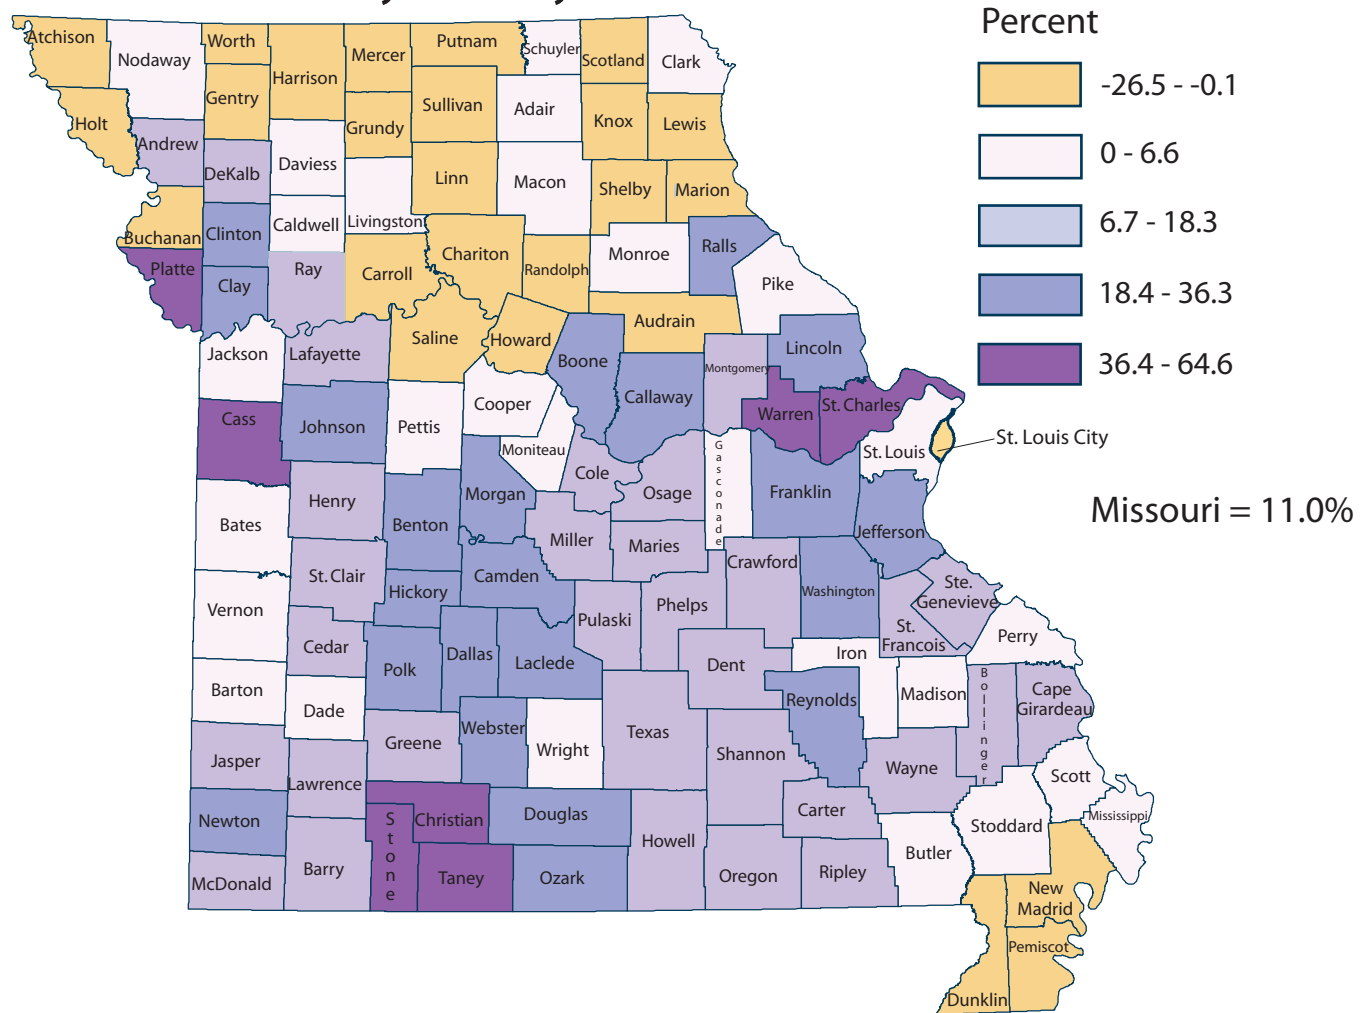 Percent
-26.5 - -0.1
0 - 6.6
6.7 - 18.3
18.4 - 36.3
36.4 - 64.6
Missouri = 11.0%
Atchison
Nodaway
Worth
Harrison
Mercer
Putnam
Schuyler
Scotland
Clark
Gentry
Sullivan
Adair
Knox
Lewis
Holt
Andrew
Grundy
DeKalb
Daviess
Linn
Macon
Shelby
Marion
Buchanan
Clinton
Caldwell
Livingston
Chariton
Randolph
Monroe
Ralls
Platte
Clay
Ray
Carroll
Pike
Saline
Howard
Audrain
Jackson
Lafayette
Boone
Callaway
Montgomery
Lincoln
Cass
Johnson
Pettis
Cooper
Moniteau
Warren
St. Charles
St. Louis
St. Louis City
Henry
Morgan
Cole
Osage
Gasconade
Franklin
Bates
Benton
Miller
Maries
Jefferson
St. Clair
Hickory
Camden
Crawford
Washington
Ste.
Genevieve
Vernon
Pulaski
Phelps
St.
Francois
Perry
Cedar
Polk
Dallas
Laclede
Dent
Iron
Barton
Dade
Reynolds
Madison
Bollinger
Cape
Girardeau
Greene
Webster
Wright
Texas
Shannon
Wayne
Scott
Jasper
Lawrence
Mississippi
Newton
Christian
Douglas
Carter
Stoddard
Stone
Howell
Butler
McDonald
Barry
Taney
Ozark
Oregon
Ripley
New
Madrid
Pemiscot
Dunklin